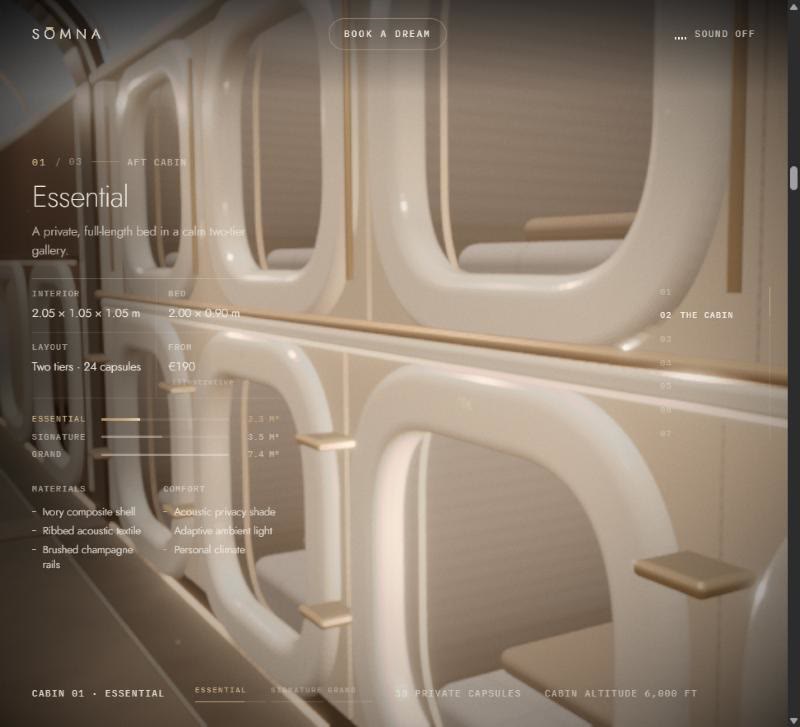 SŌMNA
BOOK A DREAM
SOUND OFF
01 / 03 AFT CABIN
Essential
A private, full-length bed in a calm two-tier
gallery.
INTERIOR BED
2.05 × 1.05 × 1.05 m 2.00 × 0.90 m
LAYOUT FROM
Two tiers · 24 capsules €190
Illustrative
ESSENTIAL 2.3 M²
SIGNATURE 3.5 M²
GRAND 7.4 M²
MATERIALS COMFORT
– Ivory composite shell – Acoustic privacy shade
– Ribbed acoustic textile – Adaptive ambient light
– Brushed champagne – Personal climate
rails
01
02 THE CABIN
03
04
05
06
07
CABIN 01 · ESSENTIAL ESSENTIAL SIGNATURE GRAND PRIVATE CAPSULES CABIN ALTITUDE 6,000 FT